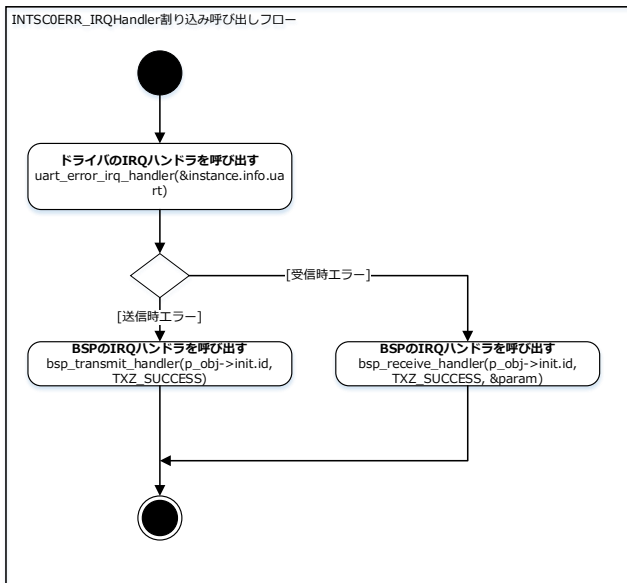 INTSC0ERR_IRQHandler割り込み呼び出しフロー
ドライバのIRQハンドラを呼び出す
uart_error_irq_handler(&instance.info.ua
rt)
[受信時エラー]
[送信時エラー]
BSPのIRQハンドラを呼び出す
bsp_transmit_handler(p_obj->init.id,
TXZ_SUCCESS)
BSPのIRQハンドラを呼び出す
bsp_receive_handler(p_obj->init.id,
TXZ_SUCCESS, &param)